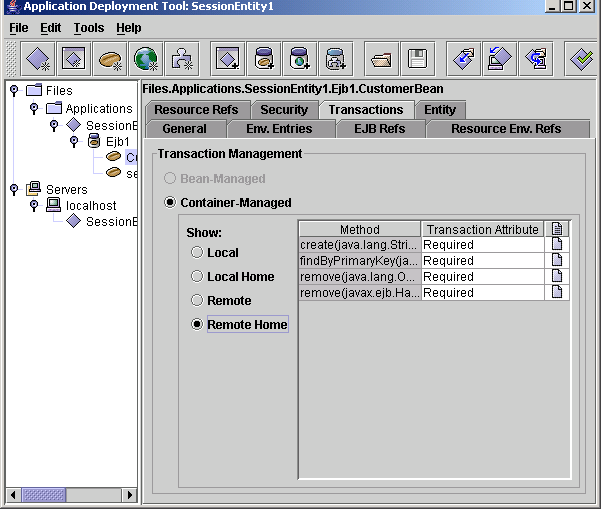 Application Deployment Tool: SessionEntity1
File Edit Tools Help
Files
Applications
SessionE
Ejb1
Cu
se
Servers
localhost
SessionE
Files.Applications.SessionEntity1.Ejb1.CustomerBean
Resource Refs Security Transactions Entity
General Env. Entries EJB Refs Resource Env. Refs
Transaction Management
Bean-Managed
Container-Managed
Show:
Local
Local Home
Remote
Remote Home
Method Transaction Attribute
create(java.lang.Stri... Required
findByPrimaryKey(ja... Required
remove(java.lang.O... Required
remove(javax.ejb.Ha... Required